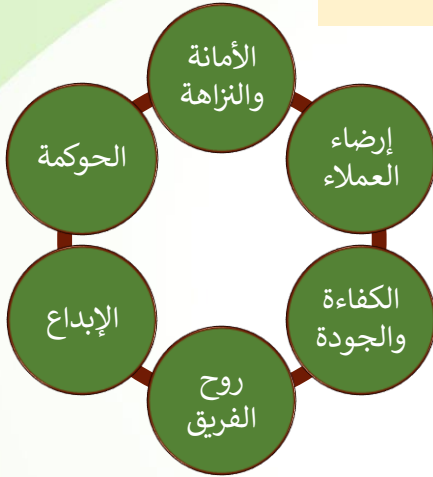 الأمانة
والنزاهة
إرضاء
العملاء
الكفاءة
والجودة
روح
الفريق
الإبداع
الحوكمة